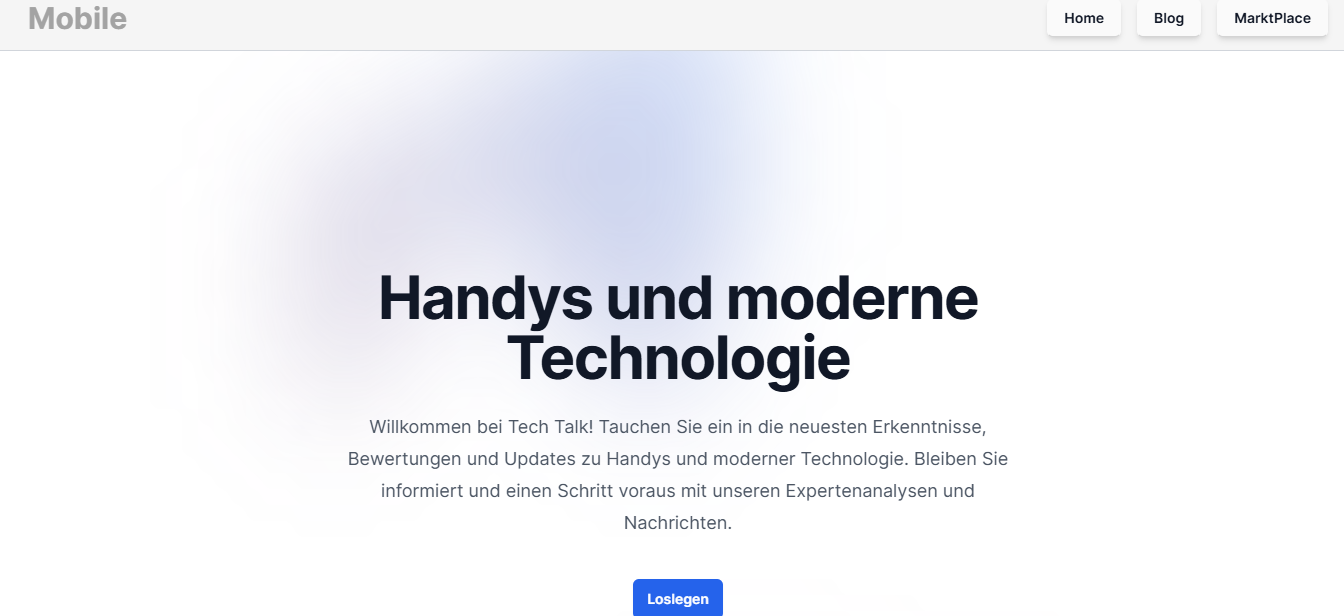 Mobile
Home
Blog
MarktPlace
Handys und moderne
Technologie
Willkommen bei Tech Talk! Tauchen Sie ein in die neuesten Erkenntnisse,
Bewertungen und Updates zu Handys und moderner Technologie. Bleiben Sie
informiert und einen Schritt voraus mit unseren Expertenanalysen und
Nachrichten.
Loslegen